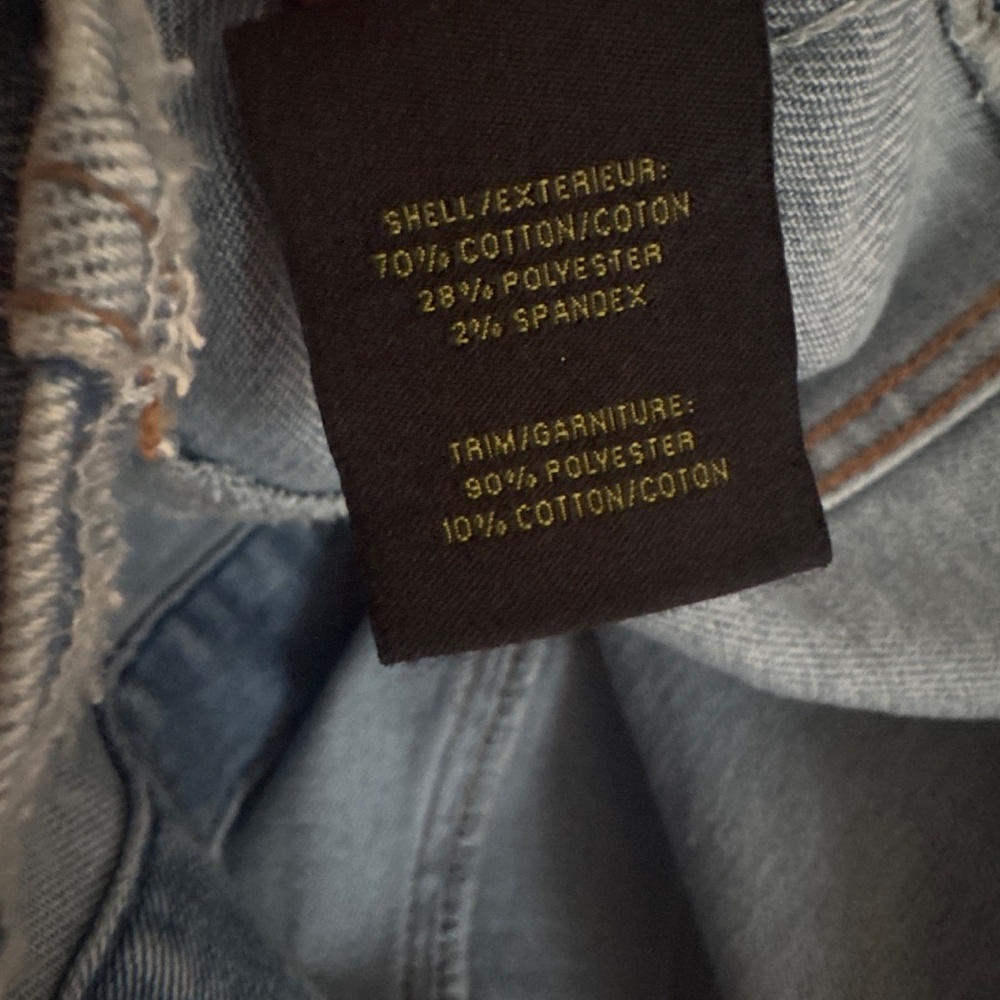 SHELL/EXTERIEUR:
70% COTTON/COTON
28% POLYESTER
2% SPANDEX
TRIM/GARNITURE:
90% POLYESTER
10% COTTON/COTON